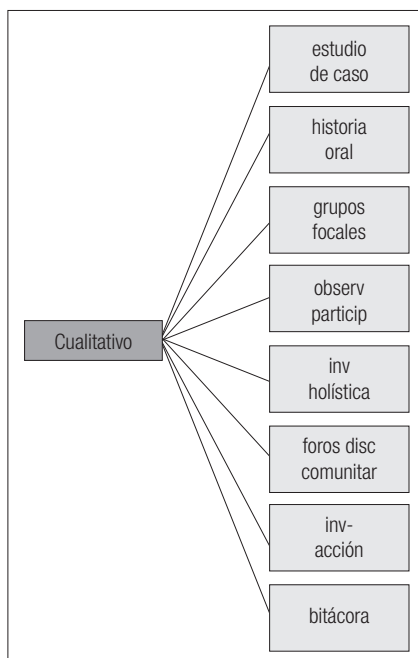 estudio
de caso
historia
oral
grupos
focales
observ
particip
Cualitativo
inv
holística
foros disc
comunitar
inv-
acción
bitácora